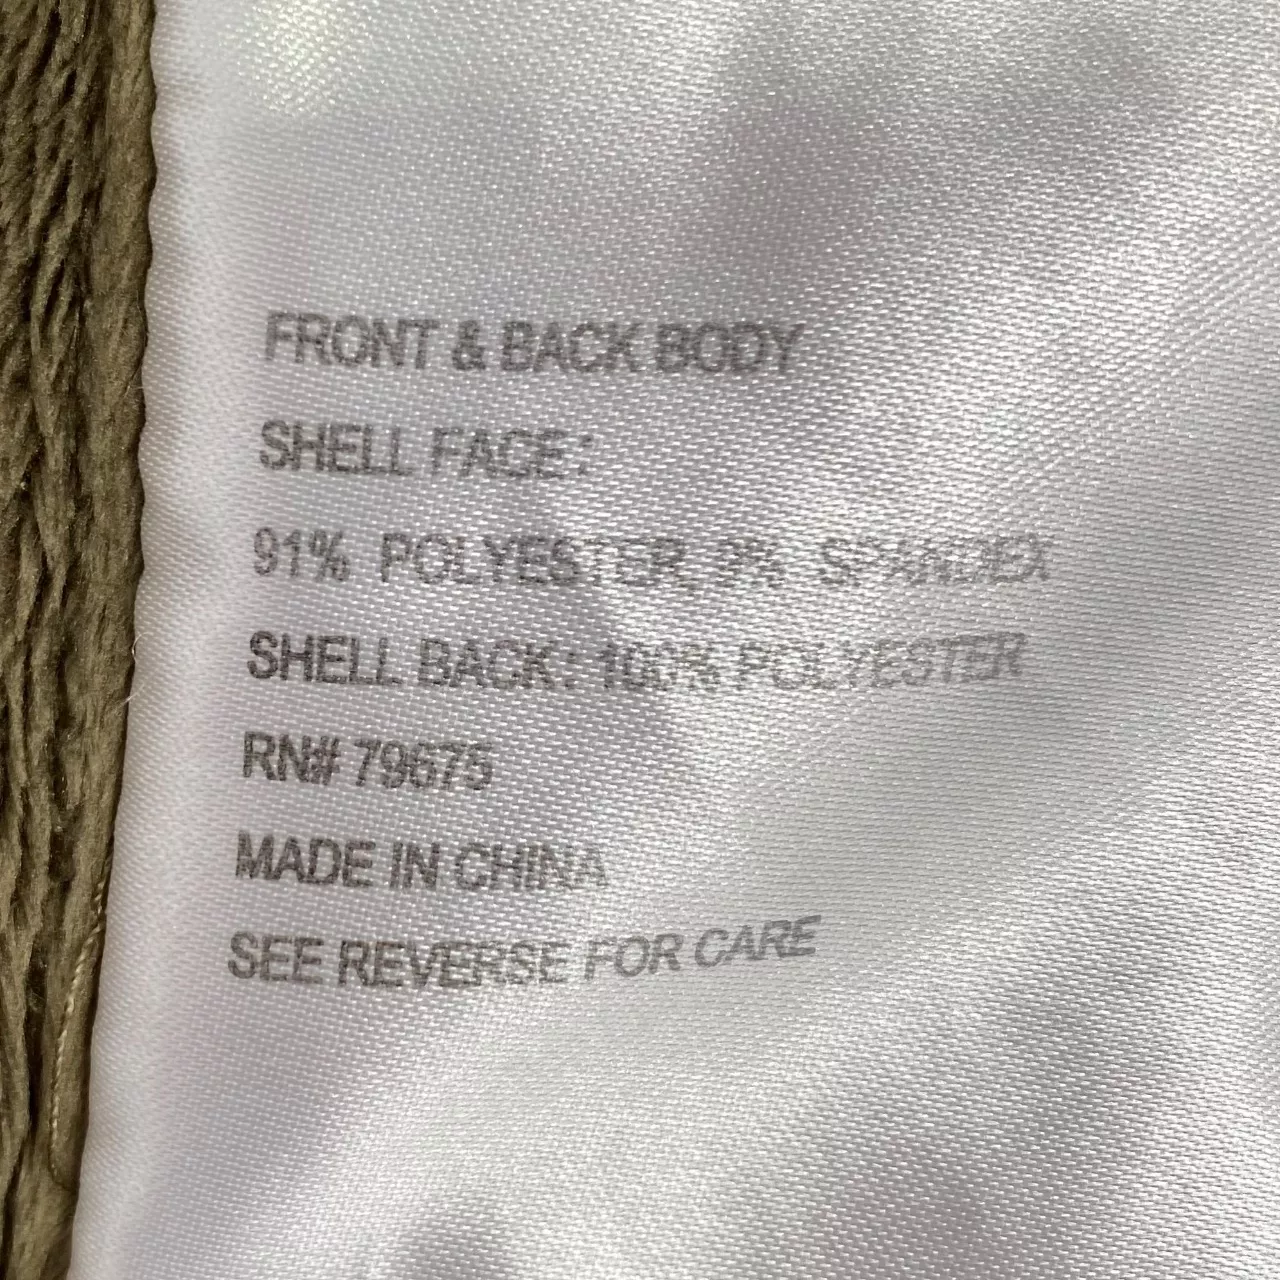 FRONT & BACK BODY
SHELL FACE:
91% POLYESTER, 9% SPANDEX
SHELL BACK: 100% POLYESTER
RN# 79675
MADE IN CHINA
SEE REVERSE FOR CARE